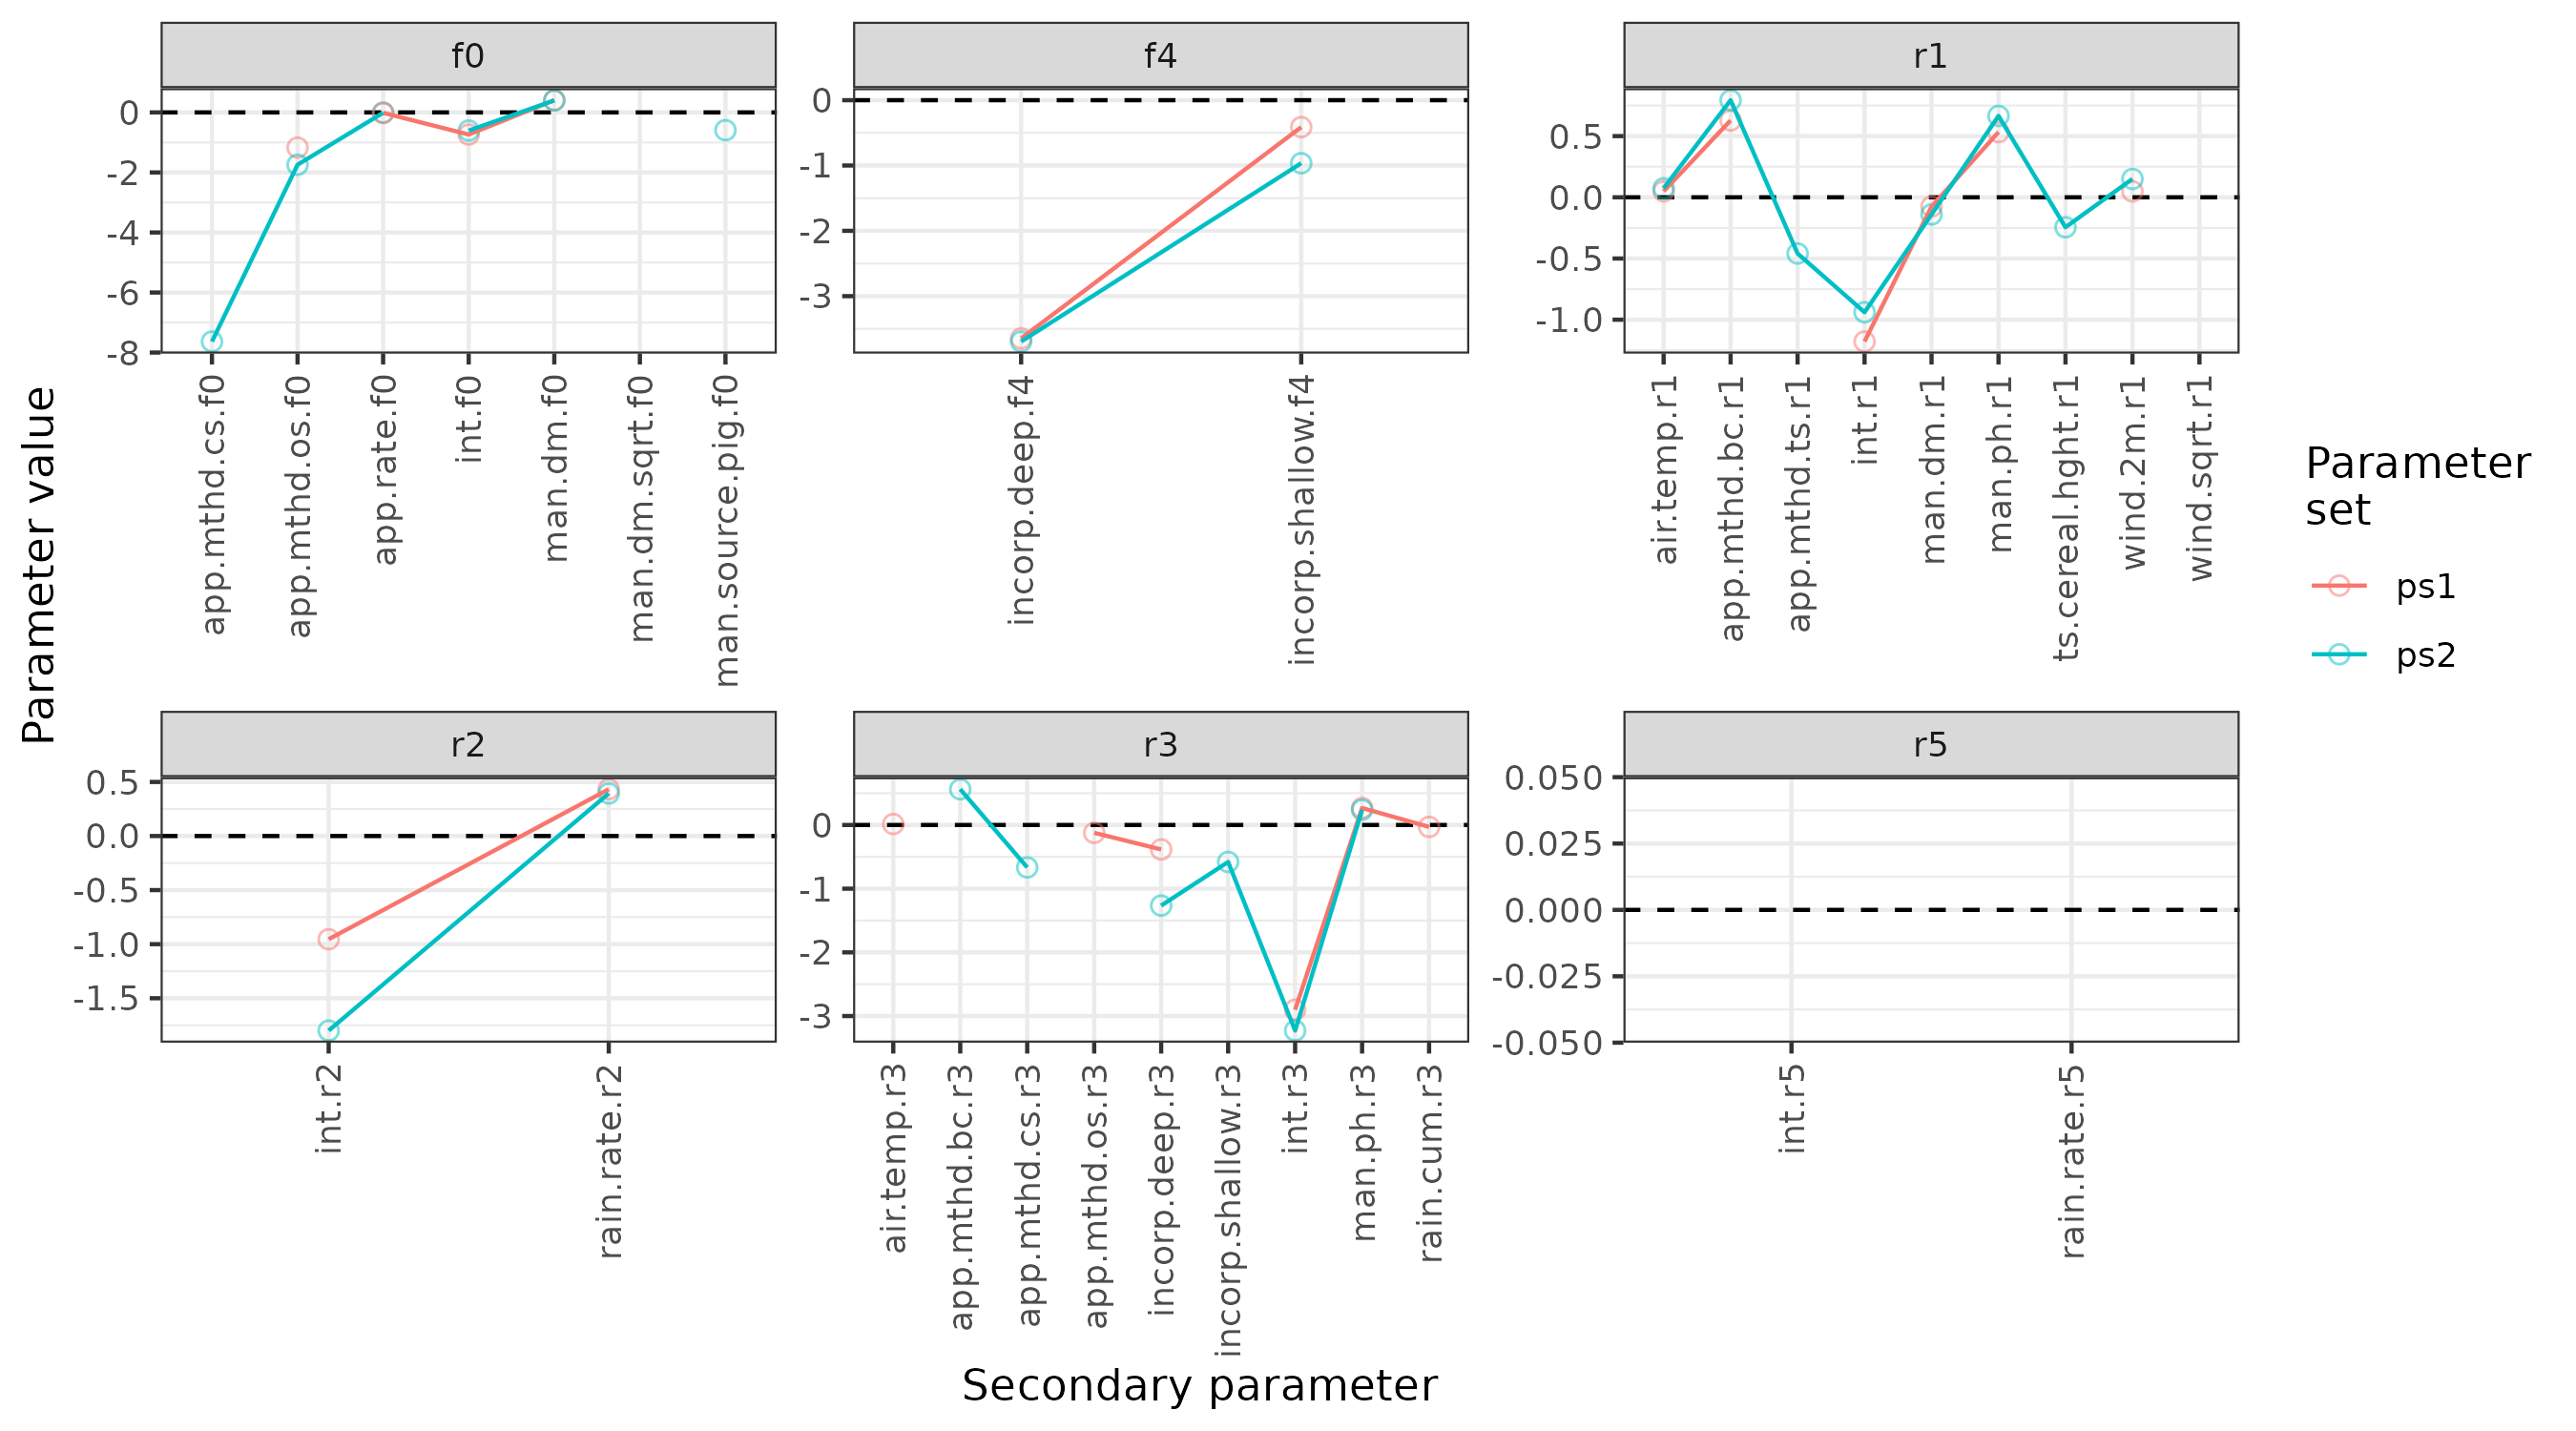 f0
f4
r1
0
-2
-4
-6
-8
0
-1
-2
-3
0.5
0.0
-0.5
-1.0
app.mthd.cs.f0
app.mthd.os.f0
app.rate.f0
int.f0
man.dm.f0
man.dm.sqrt.f0
man.source.pig.f0
incorp.deep.f4
incorp.shallow.f4
air.temp.r1
app.mthd.bc.r1
app.mthd.ts.r1
int.r1
man.dm.r1
man.ph.r1
ts.cereal.hght.r1
wind.2m.r1
wind.sqrt.r1
Parameter value
Parameter
set
ps1
ps2
r2
r3
r5
0.5
0.0
-0.5
-1.0
-1.5
0
-1
-2
-3
0.050
0.025
0.000
-0.025
-0.050
int.r2
rain.rate.r2
air.temp.r3
app.mthd.bc.r3
app.mthd.cs.r3
app.mthd.os.r3
incorp.deep.r3
incorp.shallow.r3
int.r3
man.ph.r3
rain.cum.r3
int.r5
rain.rate.r5
Secondary parameter